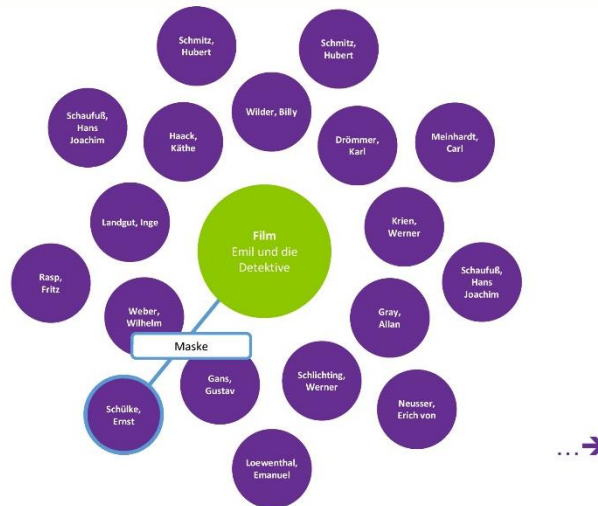 Schmitz,
Hubert
Schmitz,
Hubert
Wilder, Billy
Schaufuß,
Hans
Joachim
Haack,
Käthe
Drömmer,
Karl
Meinhardt,
Carl
Landgut, Inge
Film
Emil und die
Detektive
Krien,
Werner
Rasp,
Fritz
Schaufuß,
Hans
Joachim
Weber,
Wilhelm
Gray,
Allan
Maske
Gans,
Gustav
Schlichting,
Werner
Schülke,
Ernst
Neusser,
Erich von
Loewenthal,
Emanuel
...→